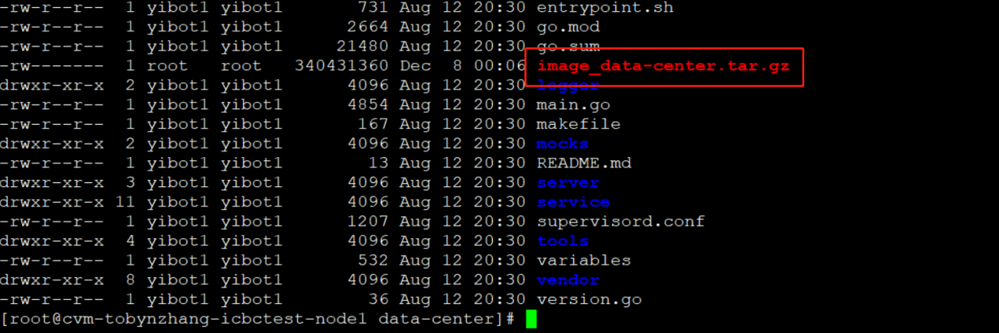 -rw-r--r-- 1 yibot1 yibot1 731 Aug 12 20:30 entrypoint.sh
-rw-r--r-- 1 yibot1 yibot1 2664 Aug 12 20:30 go.mod
-rw-r--r-- 1 yibot1 yibot1 21480 Aug 12 20:30 go.sum
-rw------- 1 root root 340431360 Dec 8 00:06 image_data-center.tar.gz
drwxr-xr-x 2 yibot1 yibot1 4096 Aug 12 20:30 logger
-rw-r--r-- 1 yibot1 yibot1 4854 Aug 12 20:30 main.go
-rw-r--r-- 1 yibot1 yibot1 167 Aug 12 20:30 makefile
drwxr-xr-x 2 yibot1 yibot1 4096 Aug 12 20:30 mocks
-rw-r--r-- 1 yibot1 yibot1 13 Aug 12 20:30 README.md
drwxr-xr-x 3 yibot1 yibot1 4096 Aug 12 20:30 server
drwxr-xr-x 11 yibot1 yibot1 4096 Aug 12 20:30 service
-rw-r--r-- 1 yibot1 yibot1 1207 Aug 12 20:30 supervisord.conf
drwxr-xr-x 4 yibot1 yibot1 4096 Aug 12 20:30 tools
-rw-r--r-- 1 yibot1 yibot1 532 Aug 12 20:30 variables
drwxr-xr-x 8 yibot1 yibot1 4096 Aug 12 20:30 vendor
-rw-r--r-- 1 yibot1 yibot1 36 Aug 12 20:30 version.go
[root@cvm-tobynzhang-icbctest-node1 data-center]#